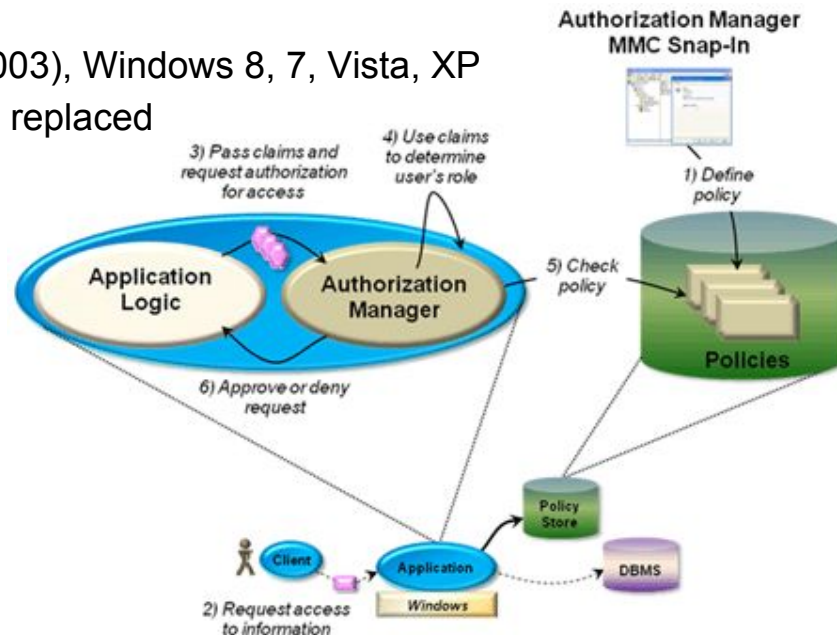 Authorization Manager
MMC Snap-In
003), Windows 8, 7, Vista, XP
replaced
3) Pass claims and
request authorization
for access
4) Use claims
to determine
user's role
1) Define
policy
Application
Logic
Authorization
Manager
5) Check
policy
Policies
6) Approve or deny
request
Policy
Store
Client
Application
DBMS
Windows
2) Request access
to information